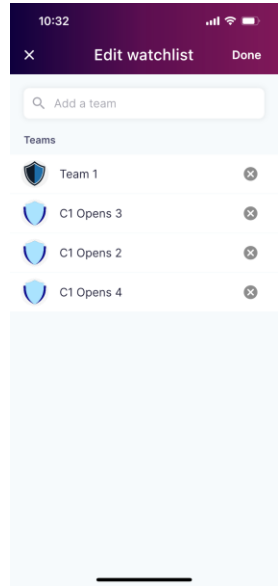 10:32
Edit watchlist
Done
Add a team
Teams
Team 1
C1 Opens 3
C1 Opens 2
C1 Opens 4